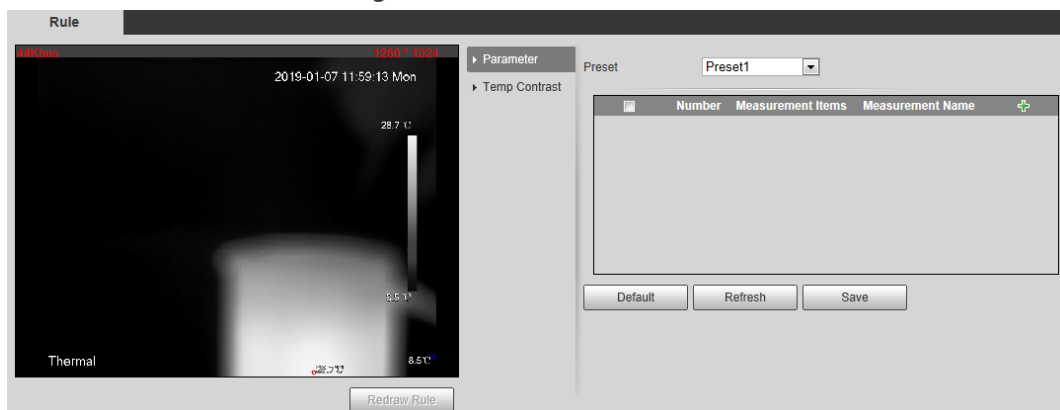 Rule
44Kbps 1280 * 1024
2019-01-07 11:59:13 Mon
28.7 ℃
8.5℃
Thermal
Redraw Rule
Parameter
Temp Contrast
Preset Preset1
Number Measurement Items Measurement Name
Default Refresh Save